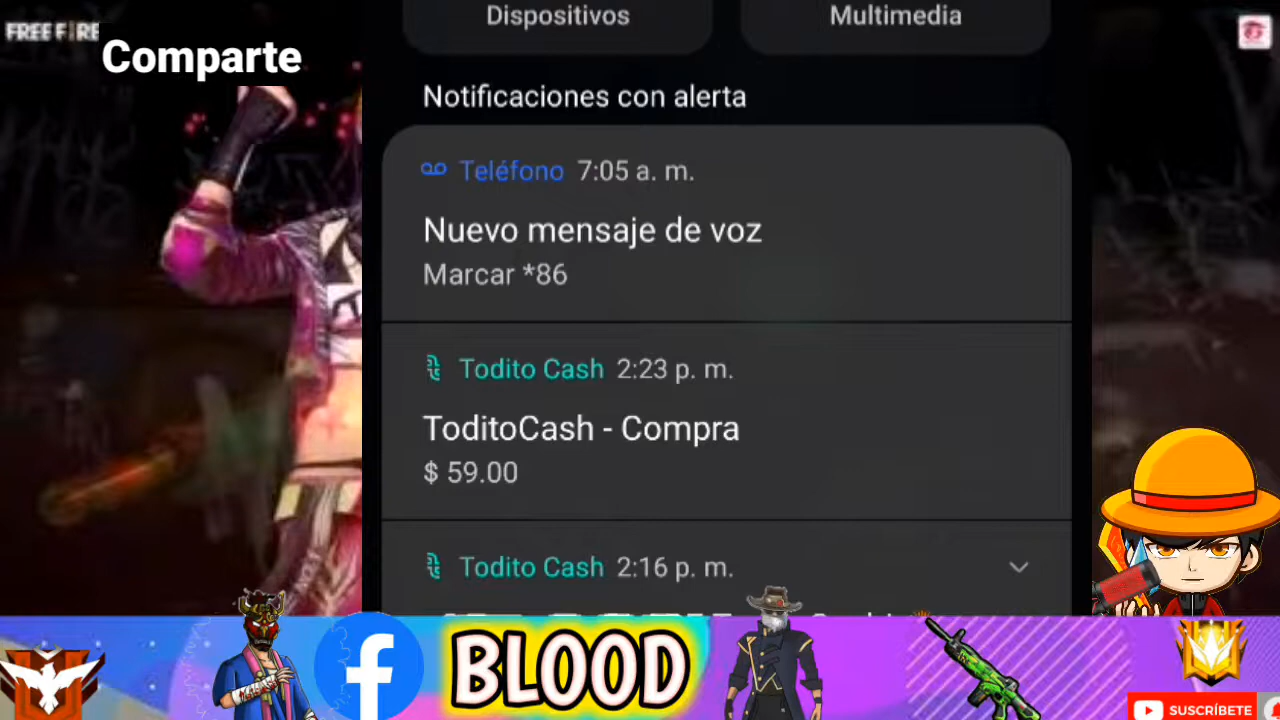 FREE FIRE
Comparte
Dispositivos
Multimedia
Notificaciones con alerta
Teléfono 7:05 a. m.
Nuevo mensaje de voz
Marcar *86
Todito Cash 2:23 p. m.
ToditoCash - Compra
$ 59.00
Todito Cash 2:16 p. m.
BLOOD
SUSCRÍBETE